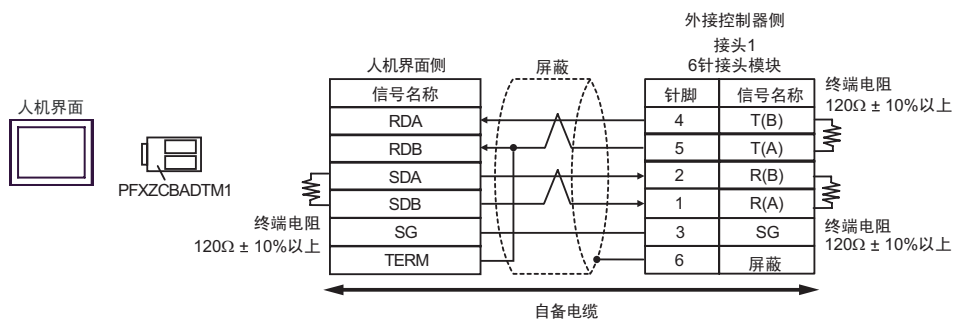 外接控制器侧
接头1
6针接头模块
人机界面侧
屏蔽
人机界面
PFXZCBADTM1
信号名称
RDA
RDB
SDA
SDB
SG
TERM
针脚 信号名称
4 T(B)
5 T(A)
2 R(B)
1 R(A)
3 SG
6 屏蔽
终端电阻
120Ω ± 10%以上
终端电阻
120Ω ± 10%以上
终端电阻
120Ω ± 10%以上
自备电缆